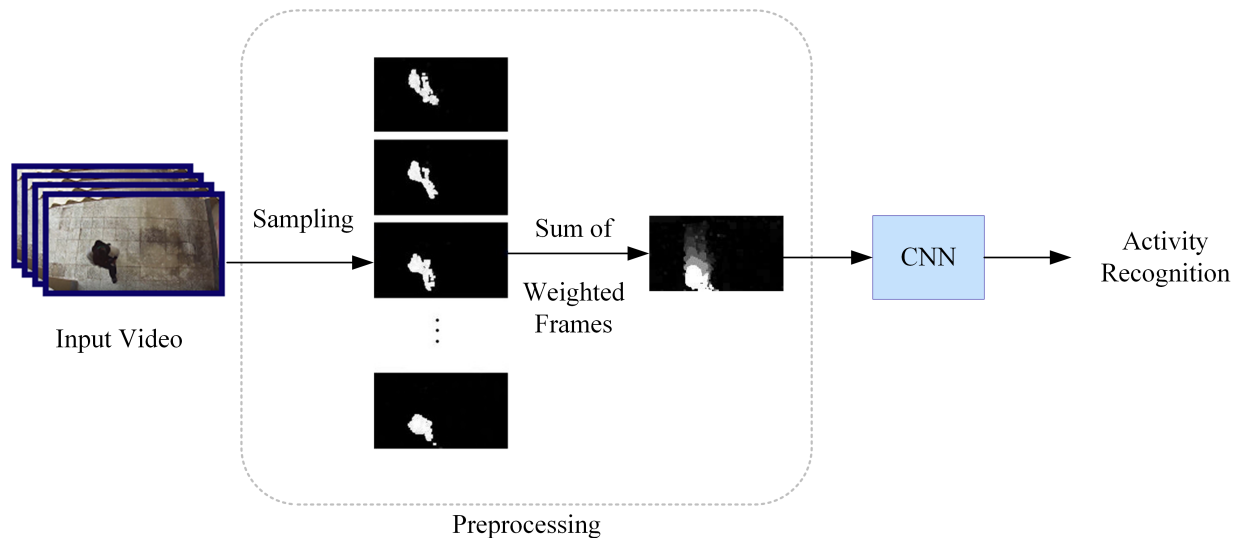 Input Video
Sampling
Sum of
Weighted
Frames
CNN
Activity
Recognition
Preprocessing